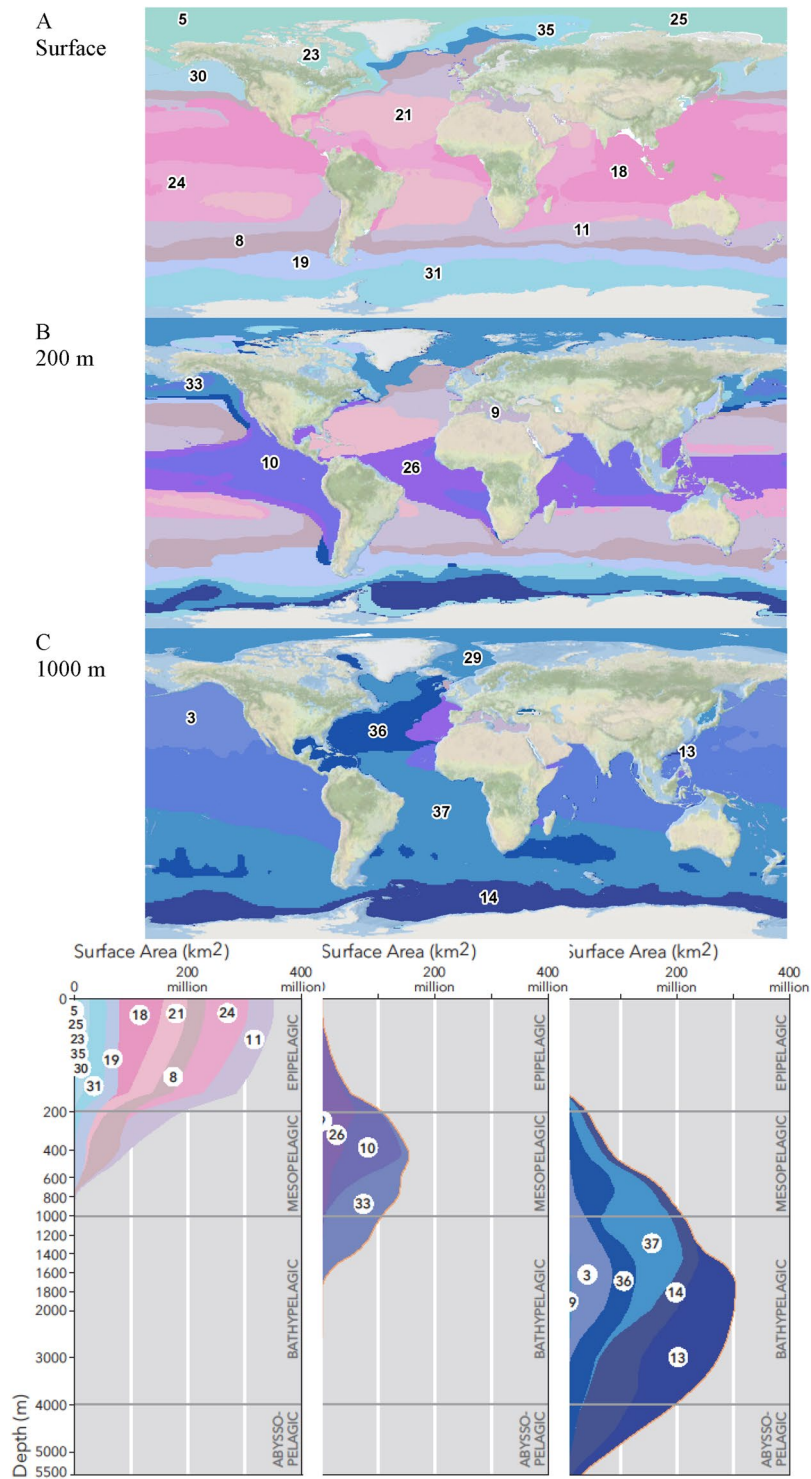 A
Surface
5
25
35
23
30
21
18
24
11
8
19
31
B
200 m
33
9
10
26
C
1000 m
29
3
36
13
37
14
Surface Area (km2)
0
200
million
400
million
Surface Area (km2)
200
million
400
million
Surface Area (km2)
200
million
400
million
0
200
400
600
800
1000
1200
1400
1600
2000
3000
4000
5000
5500
Depth (m)
5
25
23
35
30
31
19
18
21
8
24
11
EPIPELAGIC
MESOPELAGIC
BATHYPELAGIC
ABYSSO-
PELAGIC
26
10
33
EPIPELAGIC
MESOPELAGIC
BATHYPELAGIC
ABYSSO-
PELAGIC
37
3
36
9
14
13
EPIPELAGIC
MESOPELAGIC
BATHYPELAGIC
ABYSSO-
PELAGIC